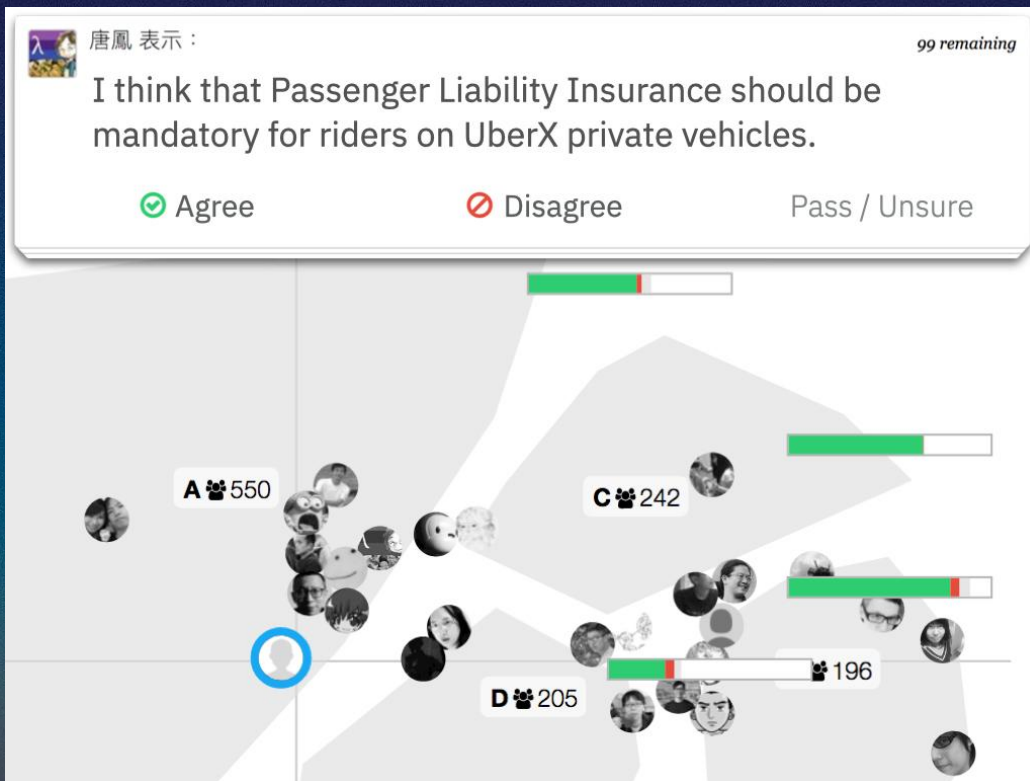 唐鳳 表示：
99 remaining
I think that Passenger Liability Insurance should be
mandatory for riders on UberX private vehicles.
Agree
Disagree
Pass / Unsure
A 550
C 242
196
D 205